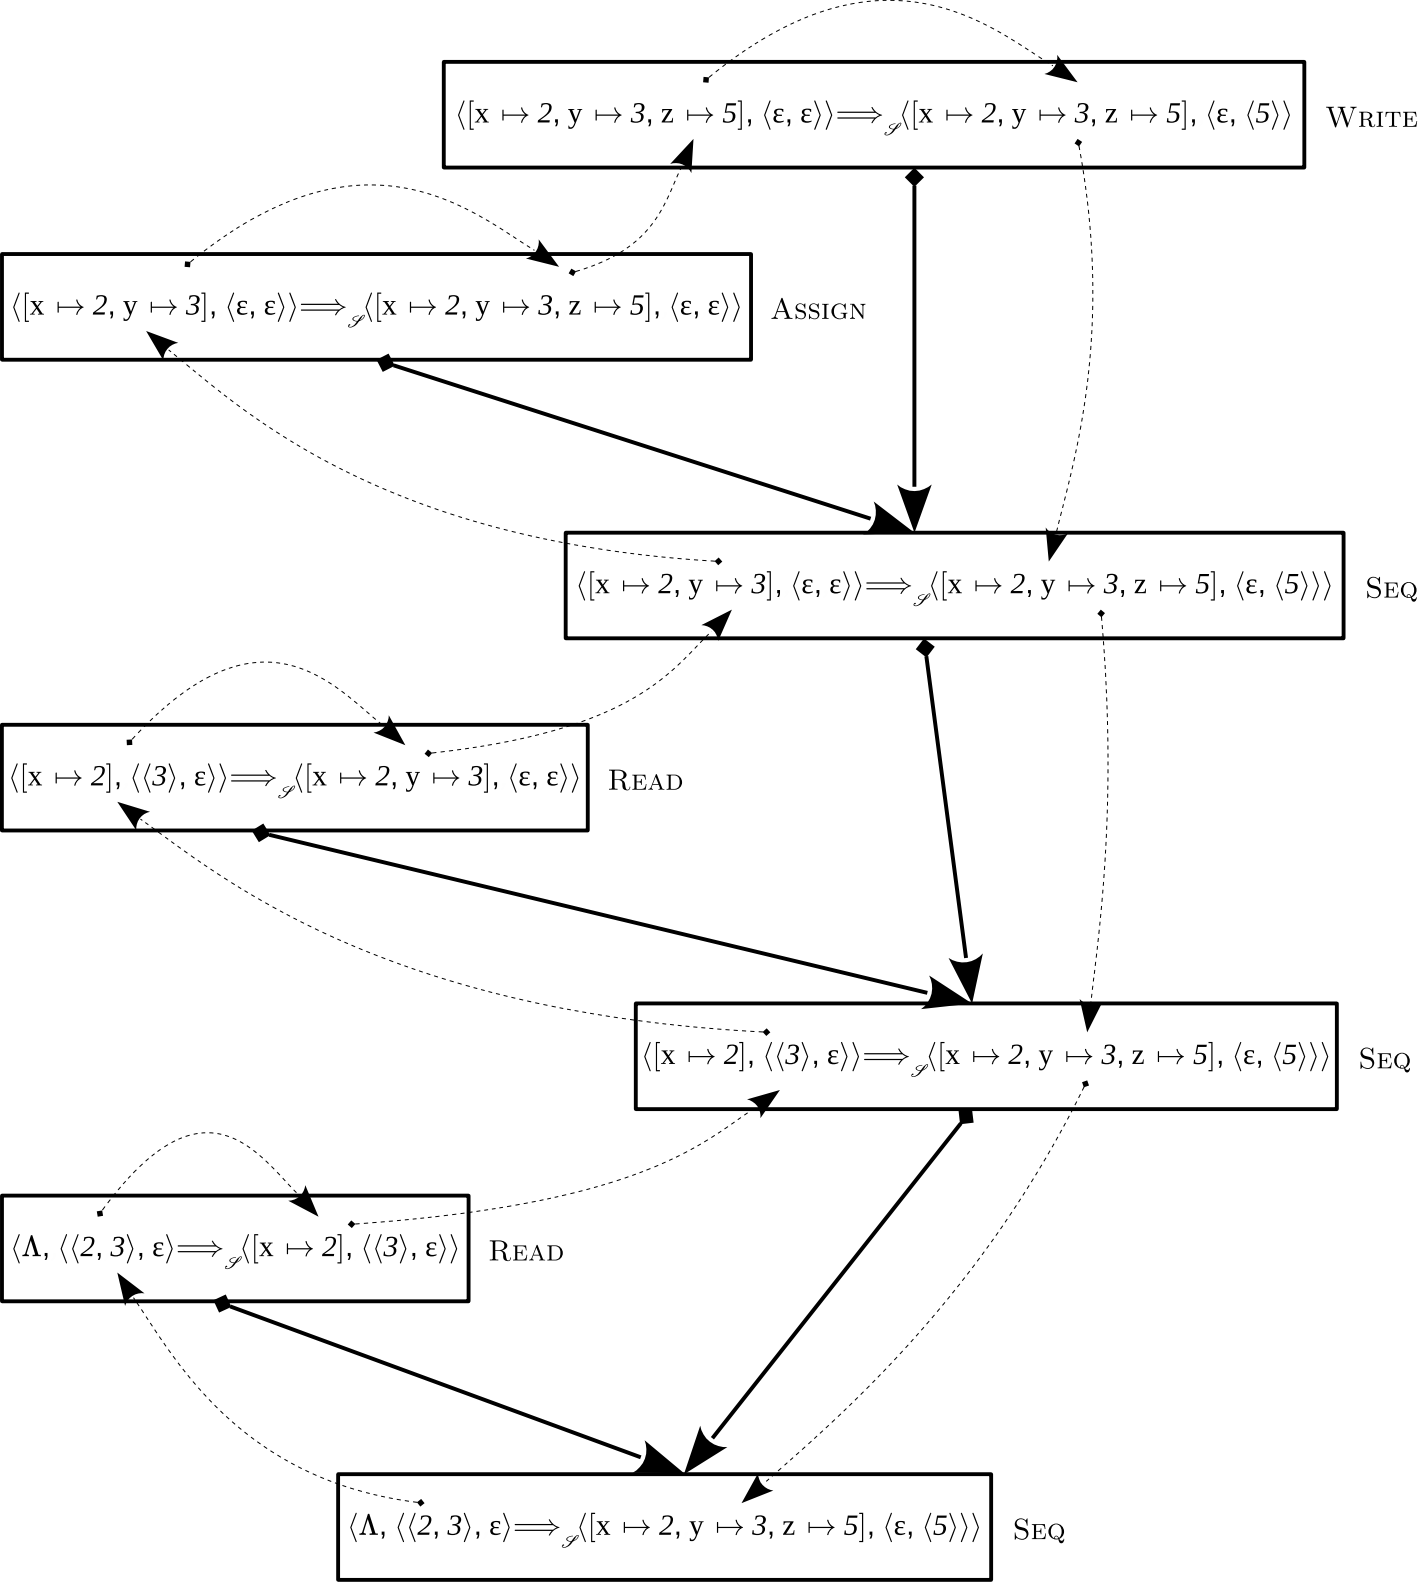 ⟨[x ↦ 2, y ↦ 3, z ↦ 5], ⟨ε, ε⟩⟩⟹𝒮⟨[x ↦ 2, y ↦ 3, z ↦ 5], ⟨ε, ⟨5⟩⟩ WRITE
⟨[x ↦ 2, y ↦ 3], ⟨ε, ε⟩⟩⟹𝒮⟨[x ↦ 2, y ↦ 3, z ↦ 5], ⟨ε, ε⟩⟩ ASSIGN
⟨[x ↦ 2, y ↦ 3], ⟨ε, ε⟩⟩⟹𝒮⟨[x ↦ 2, y ↦ 3, z ↦ 5], ⟨ε, ⟨5⟩⟩⟩ SEQ
⟨[x ↦ 2], ⟨⟨3⟩, ε⟩⟩⟹𝒮⟨[x ↦ 2, y ↦ 3], ⟨ε, ε⟩⟩ READ
⟨[x ↦ 2], ⟨⟨3⟩, ε⟩⟩⟹𝒮⟨[x ↦ 2, y ↦ 3, z ↦ 5], ⟨ε, ⟨5⟩⟩⟩ SEQ
⟨Λ, ⟨⟨2, 3⟩, ε⟩⟹𝒮⟨[x ↦ 2], ⟨⟨3⟩, ε⟩⟩ READ
⟨Λ, ⟨⟨2, 3⟩, ε⟩⟹𝒮⟨[x ↦ 2, y ↦ 3, z ↦ 5], ⟨ε, ⟨5⟩⟩⟩ SEQ